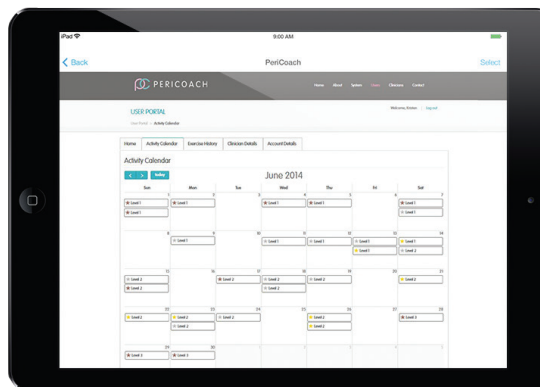 iPad 9:00 AM
Back PeriCoach Select
PERICOACH Home About System Clinicians Contact
Welcome, Log out
USER PORTAL
User Portal Activity Calendar
Home Activity Calendar Exercise History Clinician Details Account Details
Activity Calendar
< > today June 2014
Sun Mon Tue Wed Thu Fri Sat
1 2 3 4 5 6 7
Level 1 Level 1 Level 1 Level 1 Level 1
Level 1 Level 1
8 9 10 11 12 13 14
Level 1 Level 1 Level 1 Level 1 Level 1
Level 1 Level 2
15 16 17 18 19 20 21
Level 2 Level 2 Level 2 Level 2 Level 2
Level 2 Level 2
22 23 24 25 26 27 28
Level 2 Level 2 Level 2 Level 2 Level 3
Level 2 Level 2
29 30
Level 3 Level 3